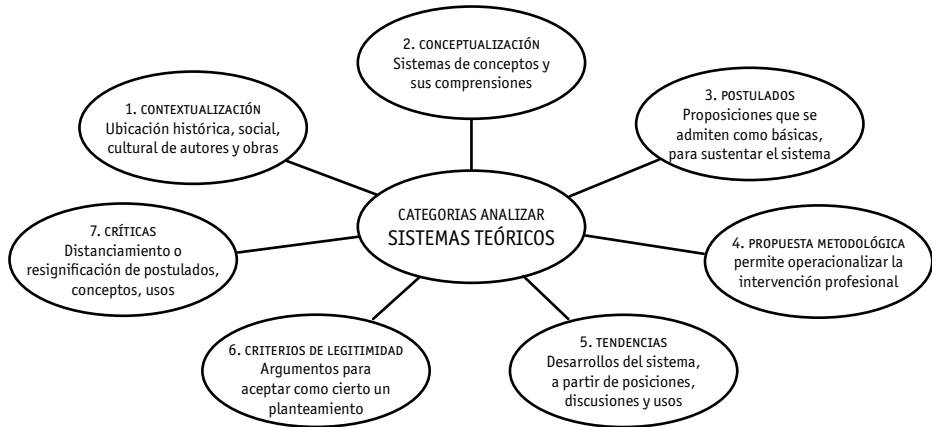 2. CONCEPTUALIZACIÓN
Sistemas de conceptos y
sus comprensiones
1. CONTEXTUALIZACIÓN
Ubicación histórica, social,
cultural de autores y obras
3. POSTULADOS
Proposiciones que se
admiten como básicas,
para sustentar el sistema
CATEGORIAS ANALIZAR
SISTEMAS TEÓRICOS
7. CRÍTICAS
Distanciamiento o
resignificación de postulados,
conceptos, usos
4. PROPUESTA METODOLÓGICA
permite operacionalizar la
intervención profesional
6. CRITERIOS DE LEGITIMIDAD
Argumentos para
aceptar como cierto un
planteamiento
5. TENDENCIAS
Desarrollos del sistema,
a partir de posiciones,
discusiones y usos